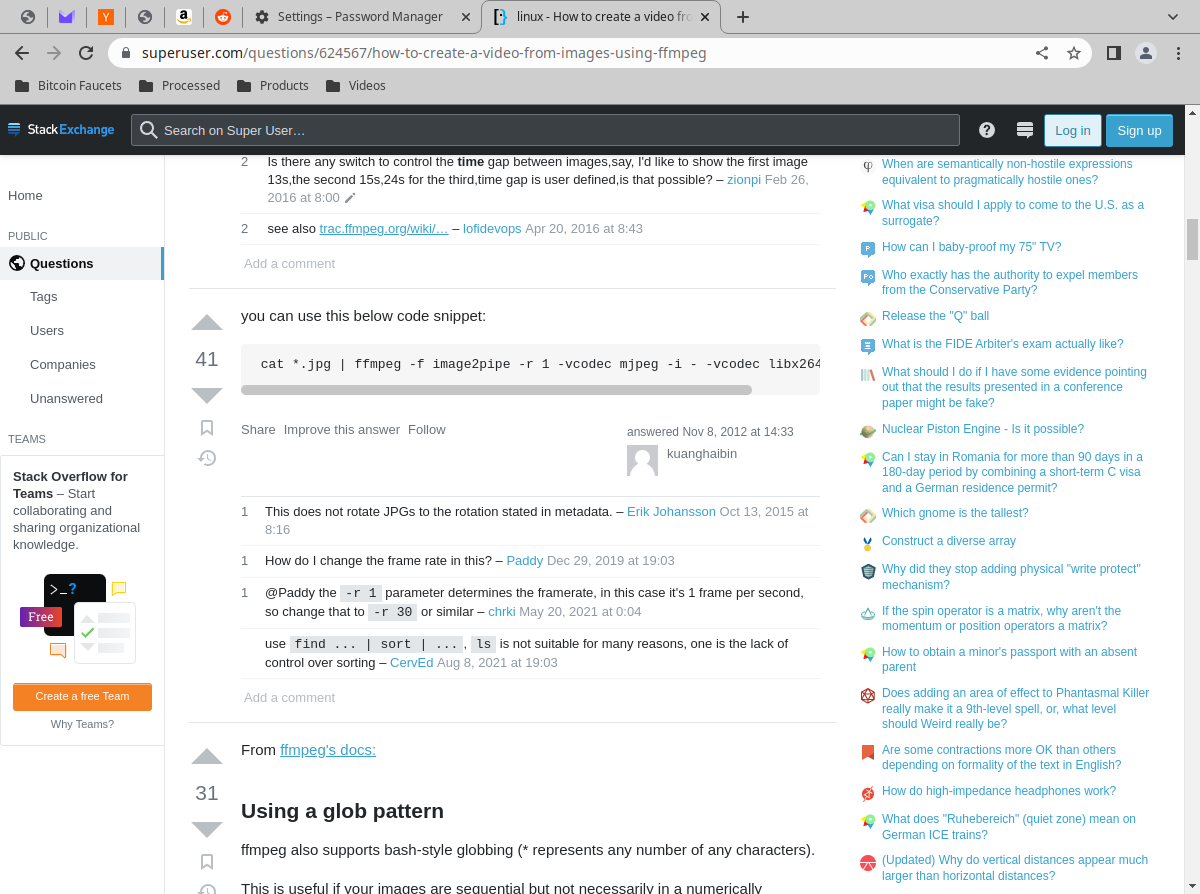 Settings – Password Manager
linux - How to create a video fr
superuser.com/questions/624567/how-to-create-a-video-from-images-using-ffmpeg
Bitcoin Faucets
Processed
Products
Videos
StackExchange
Search on Super User…
Log in
Sign up
Home
PUBLIC
Questions
Tags
Users
Companies
Unanswered
TEAMS
Stack Overflow for
Teams – Start
collaborating and
sharing organizational
knowledge.
>_?
Free
Create a free Team
Why Teams?
2 Is there any switch to control the time gap between images,say, I'd like to show the first image
13s,the second 15s,24s for the third,time gap is user defined,is that possible? – zionpi Feb 26,
2016 at 8:00
2 see also trac.ffmpeg.org/wiki/… – lofidevops Apr 20, 2016 at 8:43
Add a comment
you can use this below code snippet:
41
cat *.jpg | ffmpeg -f image2pipe -r 1 -vcodec mjpeg -i - -vcodec libx264
Share Improve this answer Follow
answered Nov 8, 2012 at 14:33
kuanghaibin
1 This does not rotate JPGs to the rotation stated in metadata. – Erik Johansson Oct 13, 2015 at
8:16
1 How do I change the frame rate in this? – Paddy Dec 29, 2019 at 19:03
1 @Paddy the -r 1 parameter determines the framerate, in this case it's 1 frame per second,
so change that to -r 30 or similar – chrki May 20, 2021 at 0:04
use find ... | sort | ..., ls is not suitable for many reasons, one is the lack of
control over sorting – CervEd Aug 8, 2021 at 19:03
Add a comment
From ffmpeg's docs:
31
Using a glob pattern
ffmpeg also supports bash-style globbing (* represents any number of any characters).
This is useful if your images are sequential but not necessarily in a numerically
When are semantically non-hostile expressions
equivalent to pragmatically hostile ones?
What visa should I apply to come to the U.S. as a
surrogate?
How can I baby-proof my 75" TV?
Who exactly has the authority to expel members
from the Conservative Party?
Release the "Q" ball
What is the FIDE Arbiter's exam actually like?
What should I do if I have some evidence pointing
out that the results presented in a conference
paper might be fake?
Nuclear Piston Engine - Is it possible?
Can I stay in Romania for more than 90 days in a
180-day period by combining a short-term C visa
and a German residence permit?
Which gnome is the tallest?
Construct a diverse array
Why did they stop adding physical "write protect"
mechanism?
If the spin operator is a matrix, why aren't the
momentum or position operators a matrix?
How to obtain a minor's passport with an absent
parent
Does adding an area of effect to Phantasmal Killer
really make it a 9th-level spell, or, what level
should Weird really be?
Are some contractions more OK than others
depending on formality of the text in English?
How do high-impedance headphones work?
What does "Ruhebereich" (quiet zone) mean on
German ICE trains?
(Updated) Why do vertical distances appear much
larger than horizontal distances?